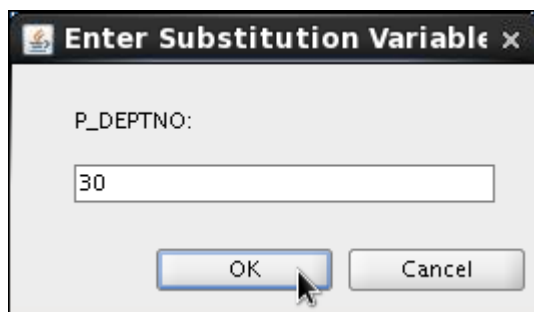 Enter Substitution Variable
P_DEPTNO:
30
OK
Cancel